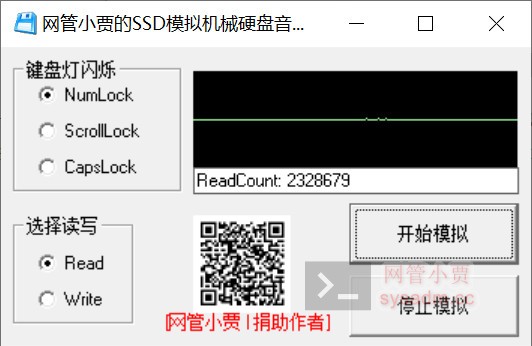 网管小贾的SSD模拟机械硬盘音...
键盘灯闪烁
NumLock
ScrollLock
CapsLock
ReadCount: 2328679
选择读写
Read
Write
[网管小贾 | 捐助作者]
开始模拟
停止模拟
网管小贾
sysadm.cc